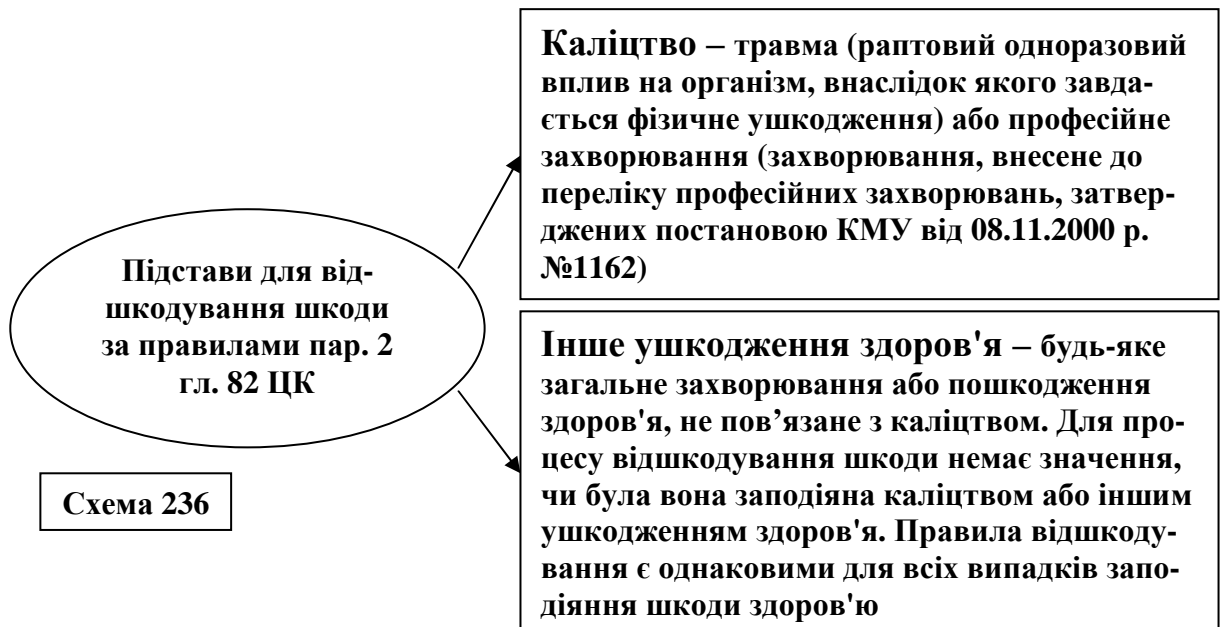 Каліцтво – травма (раптовий одноразовий
вплив на організм, внаслідок якого завда-
ється фізичне ушкодження) або професійне
захворювання (захворювання, внесене до
переліку професійних захворювань, затвер-
джених постановою КМУ від 08.11.2000 р.
№1162)
Підстави для від-
шкодування шкоди
за правилами пар. 2
гл. 82 ЦК
Інше ушкодження здоров'я – будь-яке
загальне захворювання або пошкодження
здоров'я, не пов’язане з каліцтвом. Для про-
цесу відшкодування шкоди немає значення,
чи була вона заподіяна каліцтвом або іншим
ушкодженням здоров'я. Правила відшкоду-
вання є однаковими для всіх випадків запо-
діяння шкоди здоров'ю
Схема 236